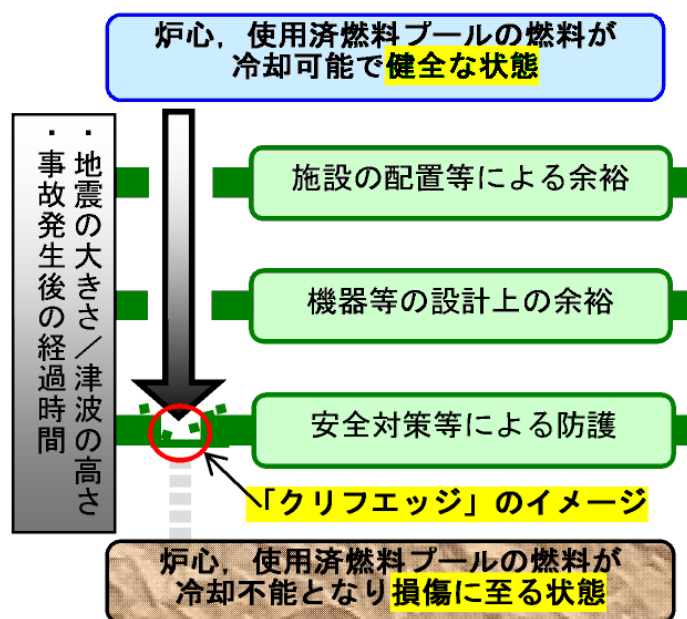 炉心，使用済燃料プールの燃料が
冷却可能で健全な状態
・地震の大きさ／津波の高さ
・事故発生後の経過時間
施設の配置等による余裕
機器等の設計上の余裕
安全対策等による防護
「クリフエッジ」のイメージ
炉心，使用済燃料プールの燃料が
冷却不能となり損傷に至る状態